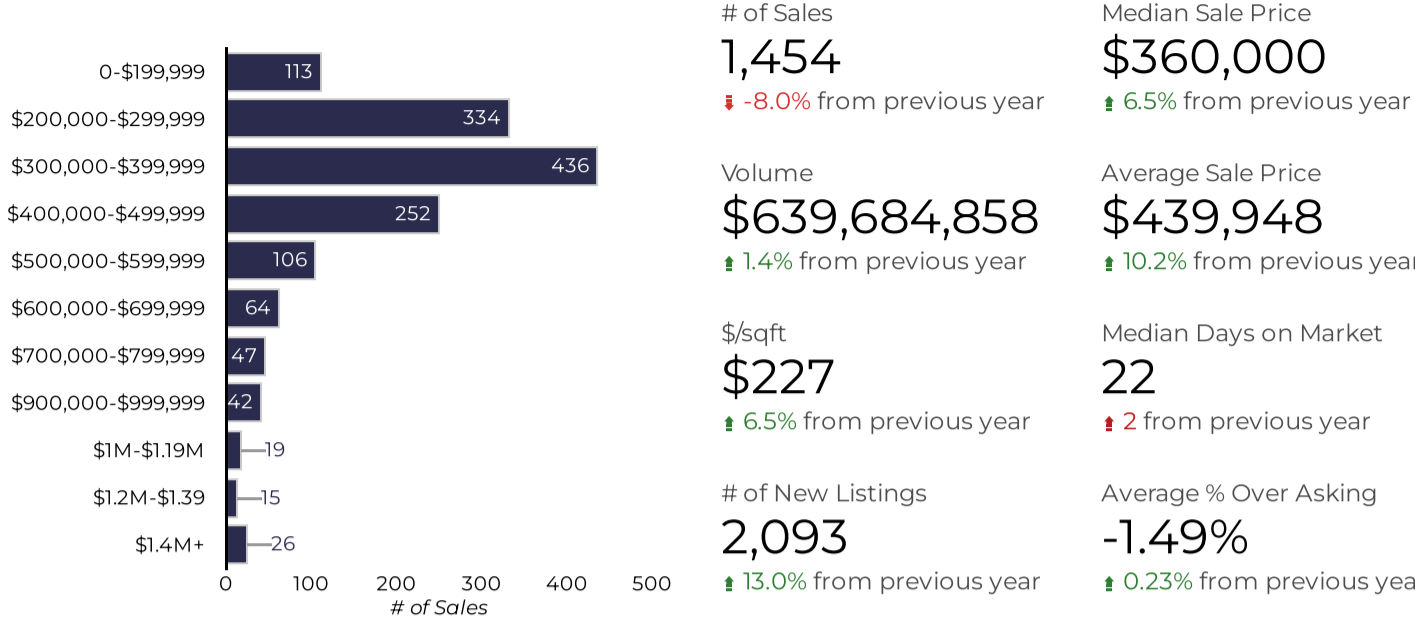 0-$199,999
113
$200,000-$299,999
334
$300,000-$399,999
436
$400,000-$499,999
252
$500,000-$599,999
106
$600,000-$699,999
64
$700,000-$799,999
47
$900,000-$999,999
42
$1M-$1.19M
19
$1.2M-$1.39
15
$1.4M+
26
0 100 200 300 400 500
# of Sales
# of Sales
1,454
-8.0% from previous year
Median Sale Price
$360,000
6.5% from previous year
Volume
$639,684,858
1.4% from previous year
Average Sale Price
$439,948
10.2% from previous year
$/sqft
$227
6.5% from previous year
Median Days on Market
22
2 from previous year
# of New Listings
2,093
13.0% from previous year
Average % Over Asking
-1.49%
0.23% from previous yea